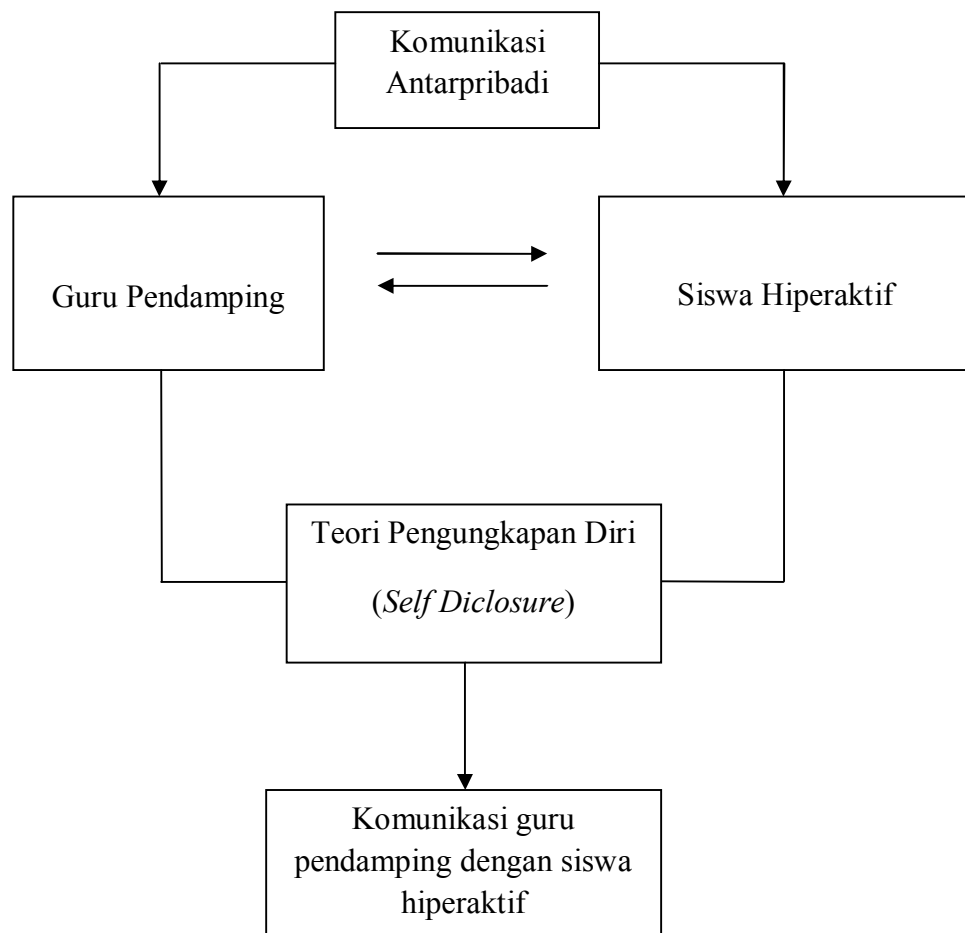 Komunikasi
Antarpribadi
Guru Pendamping
Siswa Hiperaktif
Teori Pengungkapan Diri
(Self Diclosure)
Komunikasi guru
pendamping dengan siswa
hiperaktif